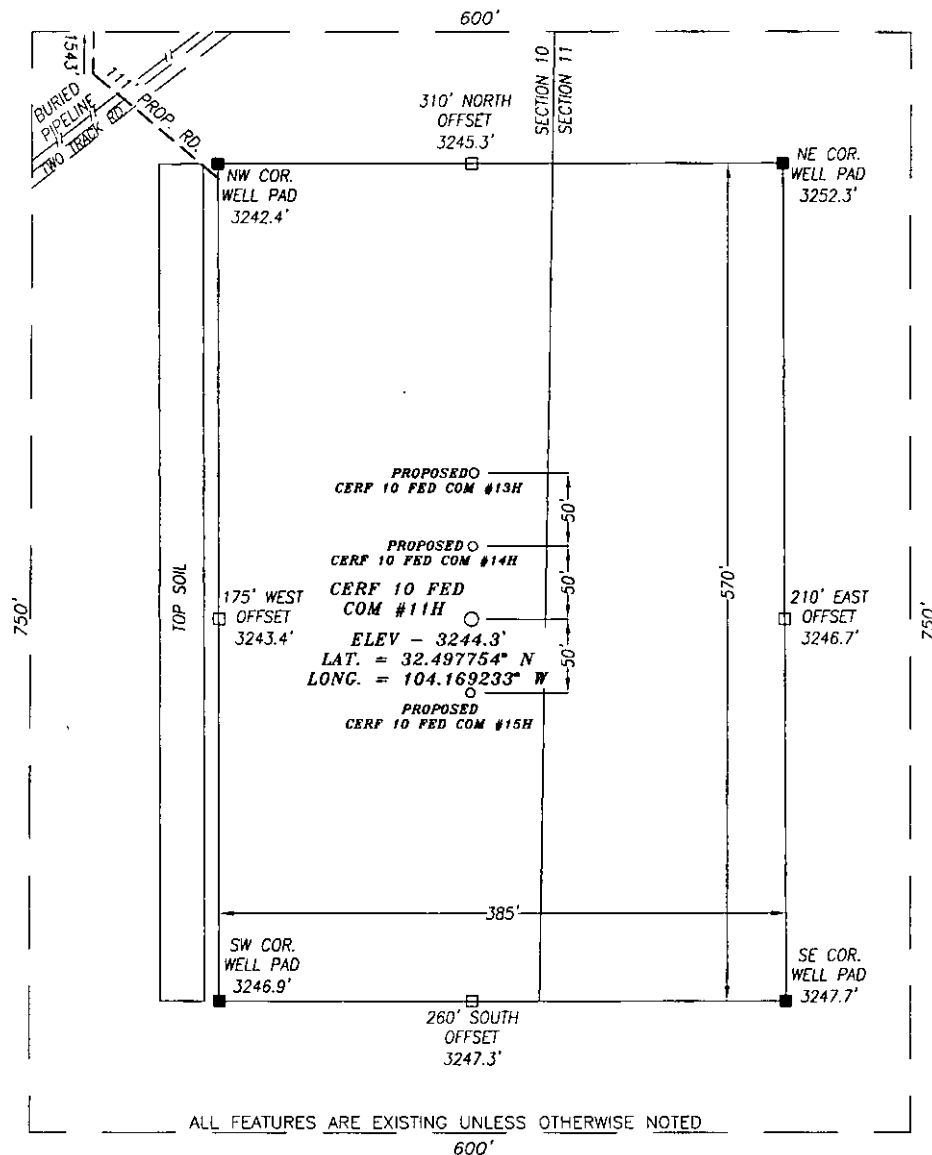 600'
1543'
BURIED
PIPELINE
TWO TRACK RD.
111' PROP. RD.
310' NORTH
OFFSET
3245.3'
SECTION 10
SECTION 11
NW COR.
WELL PAD
3242.4'
NE COR.
WELL PAD
3252.3'
PROPOSED
CERF 10 FED COM #13H
50'
PROPOSED
CERF 10 FED COM #14H
50'
TOP SOIL
750'
175' WEST
OFFSET
3243.4'
CERF 10 FED
COM #11H
ELEV - 3244.3'
LAT. = 32.497754° N
LONG. = 104.169233° W
50'
PROPOSED
CERF 10 FED COM #15H
570'
210' EAST
OFFSET
3246.7'
750'
385'
SW COR.
WELL PAD
3246.9'
SE COR.
WELL PAD
3247.7'
260' SOUTH
OFFSET
3247.3'
ALL FEATURES ARE EXISTING UNLESS OTHERWISE NOTED
600'